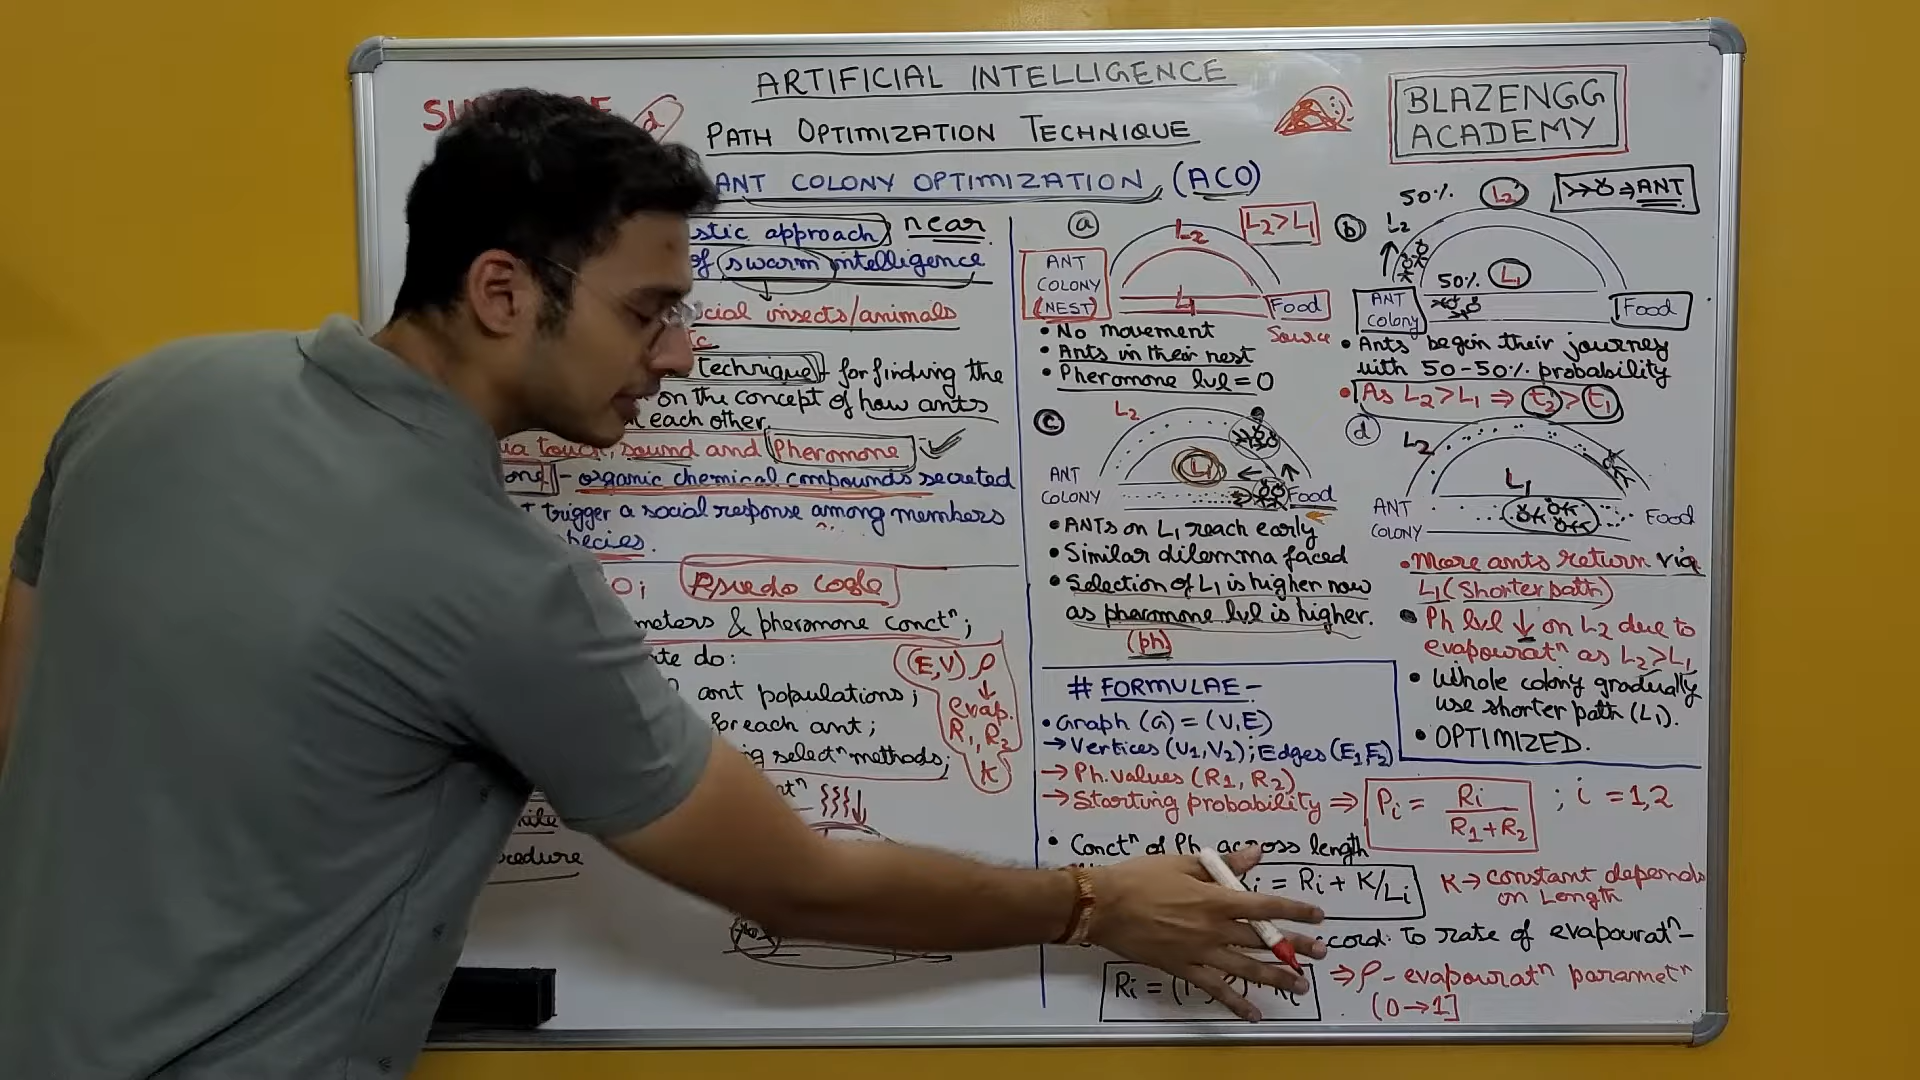 ARTIFICIAL INTELLIGENCE
BLAZENGG
ACADEMY
PATH OPTIMIZATION TECHNIQUE
ANT COLONY OPTIMIZATION, (ACO)
stic approach near
of swarm intelligence
cial insects/animals
technique for finding the
on the concept of how ants
each other.
via touch, sound and Pheromone
one - organic chemical compounds secreted
t trigger a social response among members
pecies.
O; Psuedo Code
meters & pheromone conctⁿ;
te do:
ant populations;
for each ant;
g selectⁿ methods;
ntⁿ
cedure
(E,V) ρ
↓
evap.
R1, R2
K
a
L2
L2 > L1
ANT
COLONY
(NEST)
L1
Food
Source
• No movement
• Ants in their nest
• Pheromone lvl = 0
b
50% L2
⇒ ANT
L2
50% L1
ANT
Colony
Food
• Ants begin their journey
with 50-50% probability
• As L2 > L1 ⇒ t2 > t1
c
L2
L1
ANT
COLONY
Food
• ANTs on L1 reach early
• Similar dilemma faced
• Selection of L1 is higher now
as pheromone lvl is higher.
(ph)
d
L2
L1
ANT
COLONY
Food
• More ants return via
L1 (Shorter path)
• Ph lvl ↓ on L2 due to
evapouratⁿ as L2 > L1
• Whole colony gradually
use shorter path (L1).
• OPTIMIZED.
# FORMULAE -
• Graph (G) = (V,E)
→ Vertices (V1, V2); Edges (E1, E2)
→ Ph. values (R1, R2)
→ Starting probability ⇒ Pi = Ri / R1 + R2 ; i = 1,2
• Conctⁿ of Ph across length
i = Ri + K/Li
K → constant depends
on Length
ccord. To rate of evapouratⁿ -
Ri = (1
⇒ ρ - evapouratⁿ parametⁿ
(0 → 1]